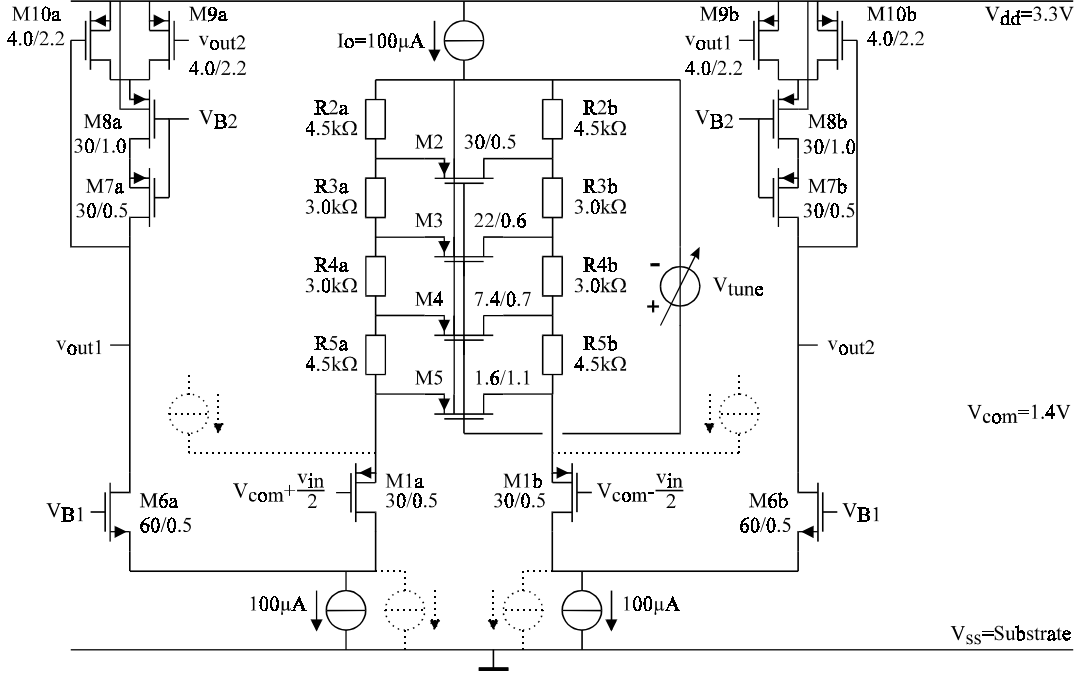 M10a
4.0/2.2
M9a
vout2
4.0/2.2
M8a
30/1.0
VB2
M7a
30/0.5
vout1
M6a
60/0.5
VB1
Io=100μA
R2a
4.5kΩ
R2b
4.5kΩ
M2
30/0.5
R3a
3.0kΩ
R3b
3.0kΩ
M3
22/0.6
R4a
3.0kΩ
R4b
3.0kΩ
M4
7.4/0.7
R5a
4.5kΩ
R5b
4.5kΩ
M5
1.6/1.1
-
+
Vtune
Vcom+vin/2
M1a
30/0.5
M1b
30/0.5
Vcom-vin/2
100μA
100μA
M9b
vout1
4.0/2.2
M10b
4.0/2.2
VB2
M8b
30/1.0
M7b
30/0.5
vout2
M6b
60/0.5
VB1
Vdd=3.3V
Vcom=1.4V
VSS=Substrate